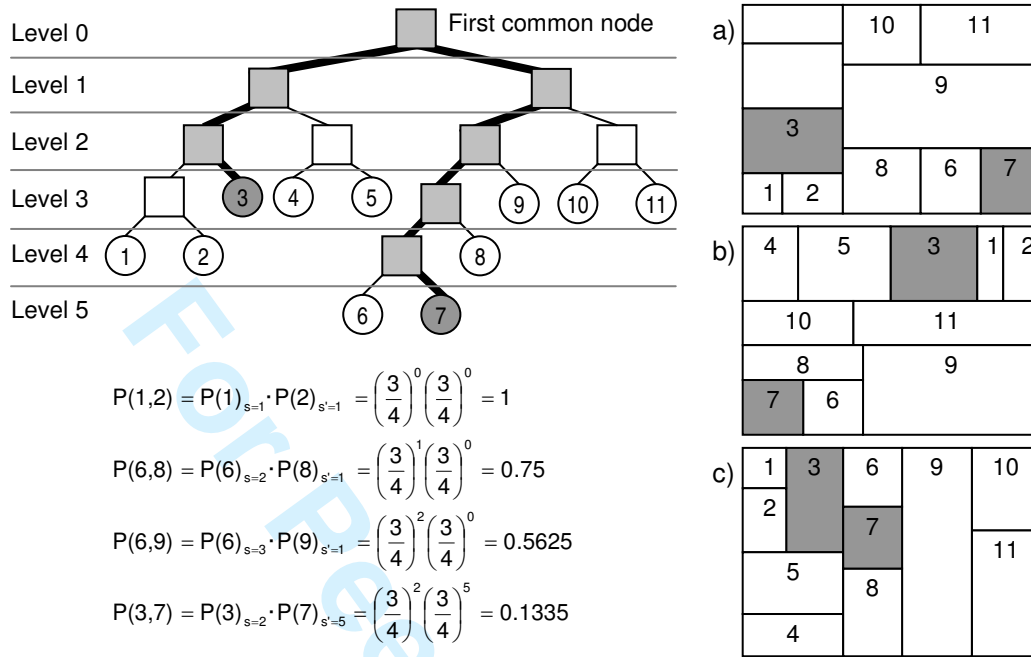 Level 0
First common node
Level 1
Level 2
Level 3
3
4
5
9
10
11
Level 4
1
2
8
Level 5
6
7
P(1,2) = P(1)s=1·P(2)s'=1 = (3/4)^0 (3/4)^0 = 1
P(6,8) = P(6)s=2·P(8)s'=1 = (3/4)^1 (3/4)^0 = 0.75
P(6,9) = P(6)s=3·P(9)s'=1 = (3/4)^2 (3/4)^0 = 0.5625
P(3,7) = P(3)s=2·P(7)s'=5 = (3/4)^2 (3/4)^5 = 0.1335
For Pee
a)
10 11
9
3
8 6 7
1 2
b)
4 5 3 1 2
10 11
8 9
7 6
c)
1 3 6 9 10
2
7
11
5
8
4